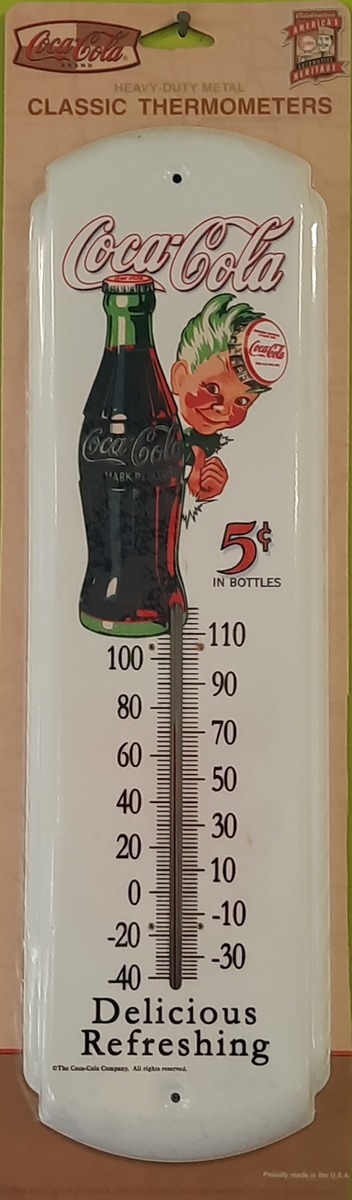 Coca-Cola
BRAND
AMERICA'S
HERITAGE
HEAVY-DUTY METAL
CLASSIC THERMOMETERS
Coca-Cola
Coca-Cola
Coca-Cola
5¢
IN BOTTLES
110
100
90
80
70
60
50
40
30
20
10
0
-10
-20
-30
-40
Delicious
Refreshing
©The Coca-Cola Company. All rights reserved.
Proudly made in the U.S.A.